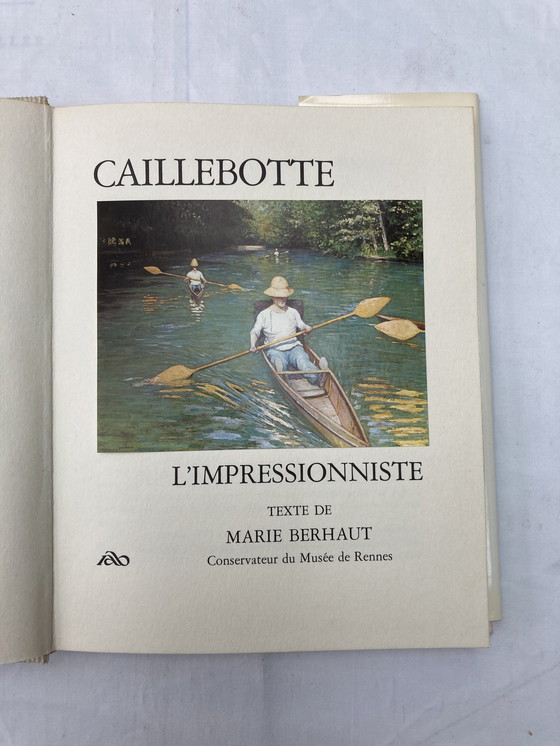 CAILLEBOTTE
L'IMPRESSIONNISTE
TEXTE DE
MARIE BERHAUT
Conservateur du Musée de Rennes